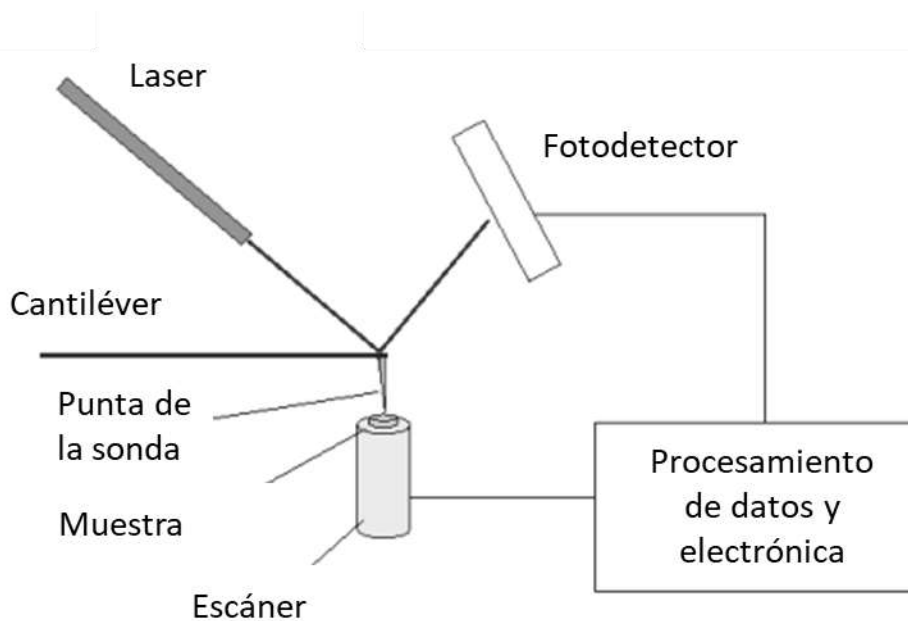 Laser
Fotodetector
Cantiléver
Punta de
la sonda
Muestra
Escáner
Procesamiento
de datos y
electrónica